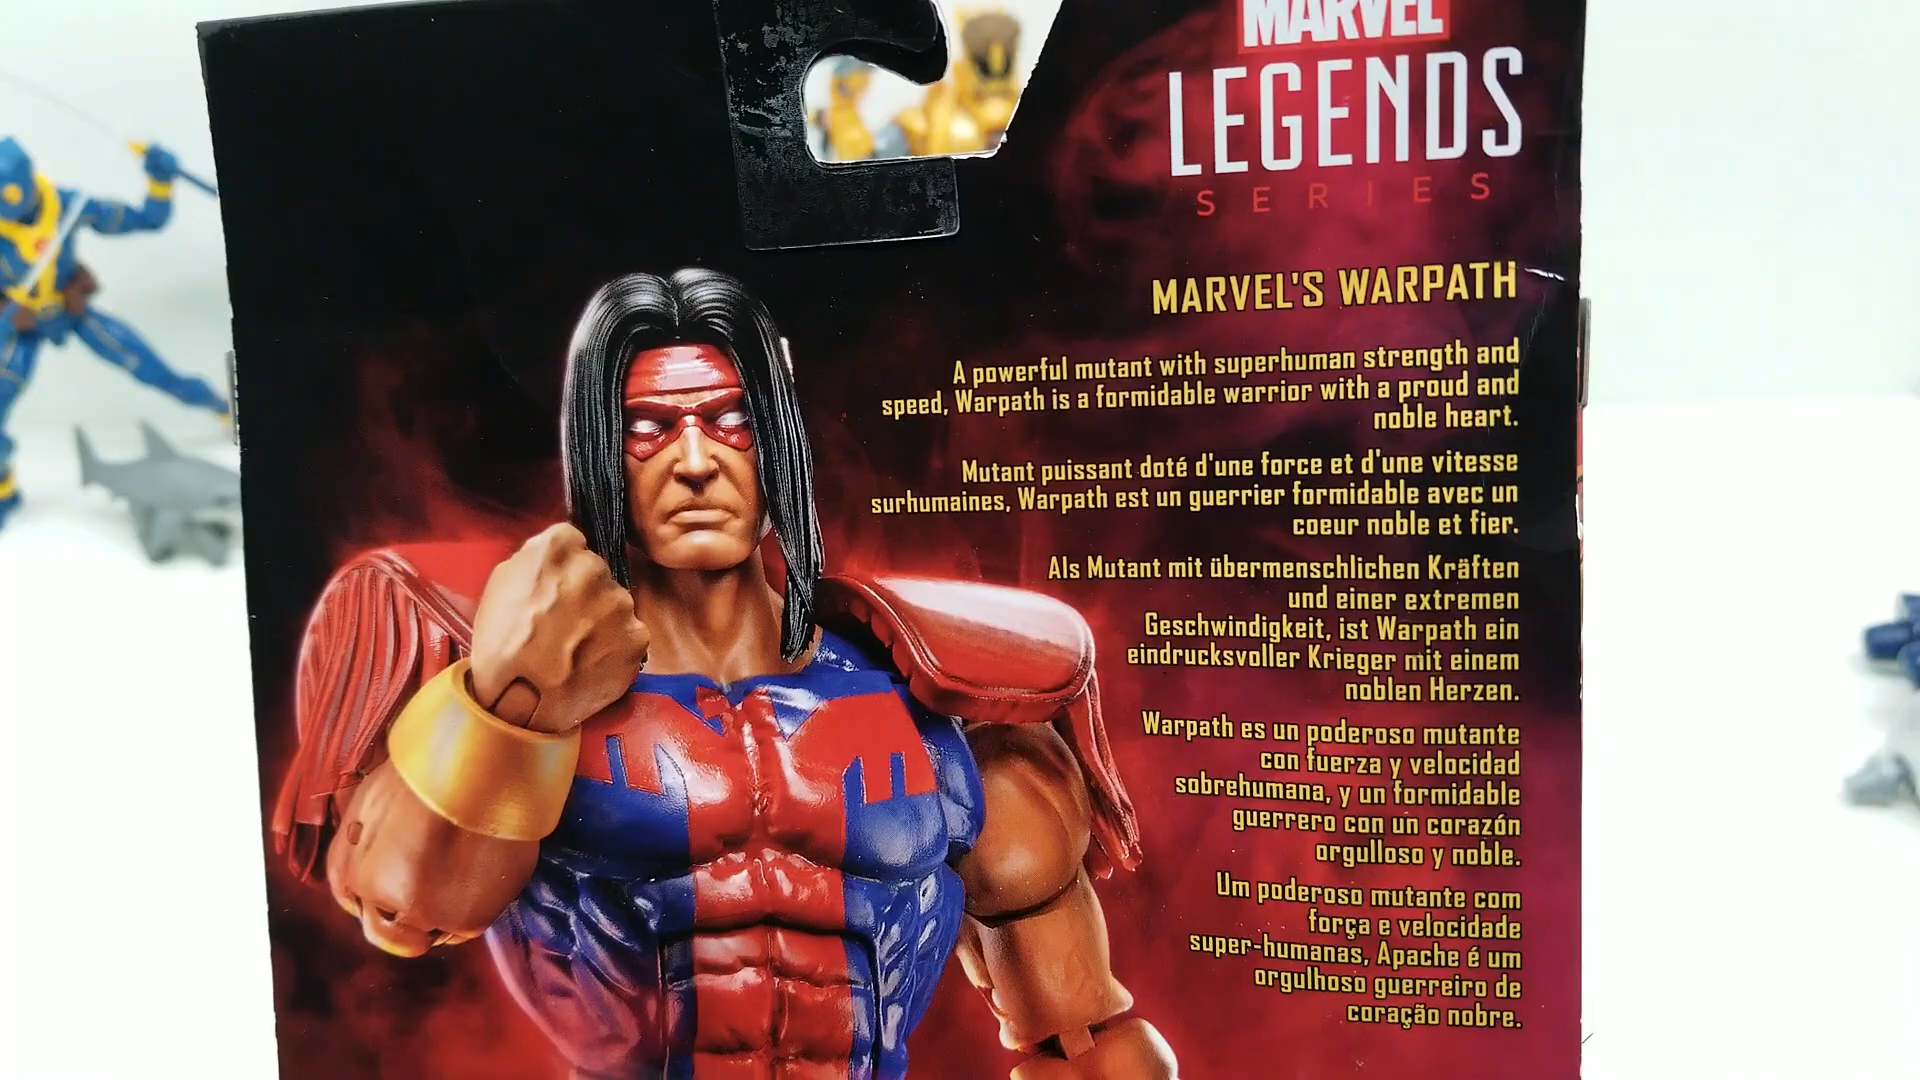 MARVEL
LEGENDS
SERIES
MARVEL'S WARPATH
A powerful mutant with superhuman strength and
speed, Warpath is a formidable warrior with a proud and
noble heart.
Mutant puissant doté d'une force et d'une vitesse
surhumaines, Warpath est un guerrier formidable avec un
coeur noble et fier.
Als Mutant mit übermenschlichen Kräften
und einer extremen
Geschwindigkeit, ist Warpath ein
eindrucksvoller Krieger mit einem
noblen Herzen.
Warpath es un poderoso mutante
con fuerza y velocidad
sobrehumana, y un formidable
guerrero con un corazón
orgulloso y noble.
Um poderoso mutante com
força e velocidade
super-humanas, Apache é um
orgulhoso guerreiro de
coração nobre.